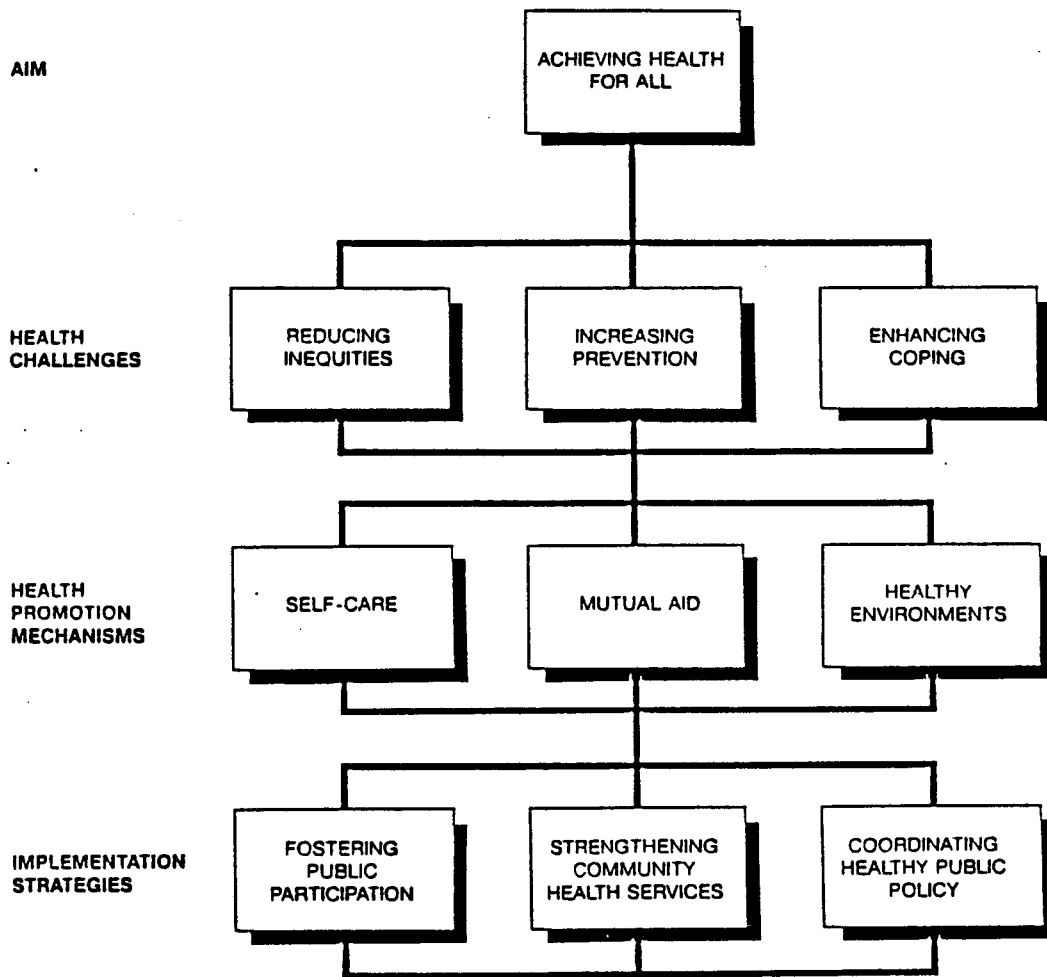 AIM
ACHIEVING HEALTH
FOR ALL
HEALTH
CHALLENGES
REDUCING
INEQUITIES
INCREASING
PREVENTION
ENHANCING
COPING
HEALTH
PROMOTION
MECHANISMS
SELF-CARE
MUTUAL AID
HEALTHY
ENVIRONMENTS
IMPLEMENTATION
STRATEGIES
FOSTERING
PUBLIC
PARTICIPATION
STRENGTHENING
COMMUNITY
HEALTH SERVICES
COORDINATING
HEALTHY PUBLIC
POLICY